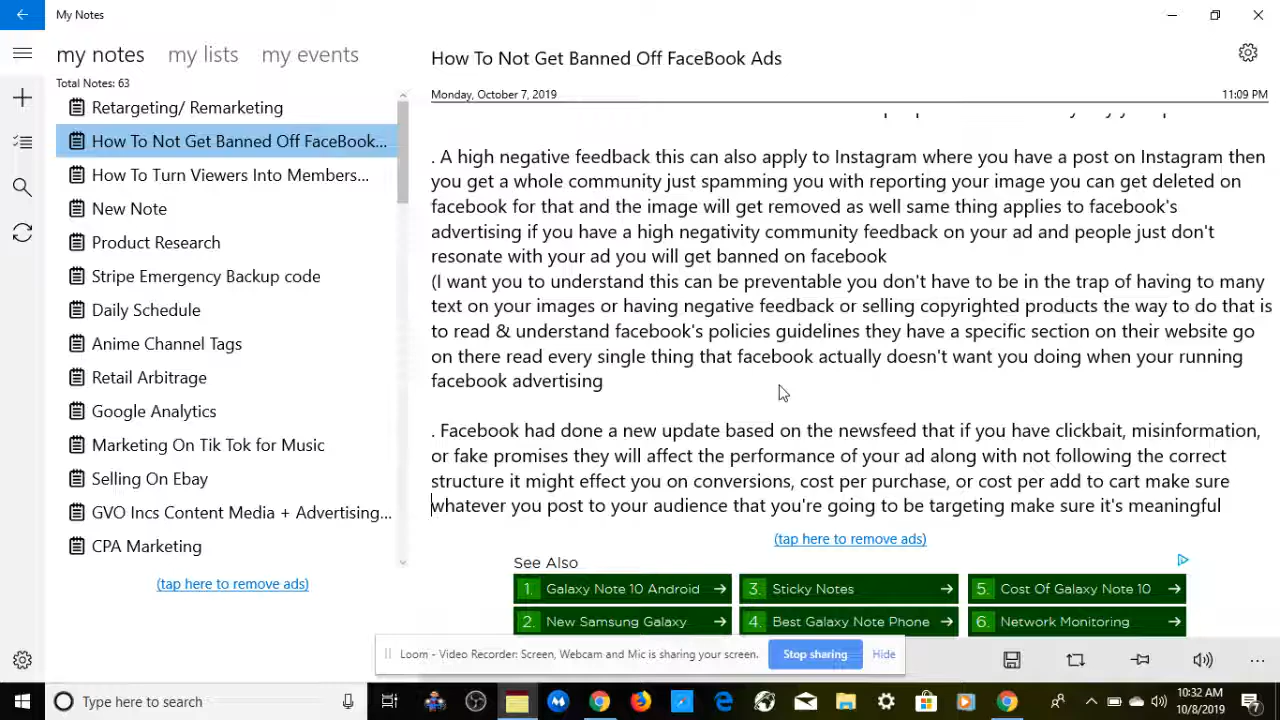 My Notes
my notes my lists my events
Total Notes: 63
Retargeting/ Remarketing
How To Not Get Banned Off FaceBook...
How To Turn Viewers Into Members...
New Note
Product Research
Stripe Emergency Backup code
Daily Schedule
Anime Channel Tags
Retail Arbitrage
Google Analytics
Marketing On Tik Tok for Music
Selling On Ebay
GVO Incs Content Media + Advertising...
CPA Marketing
(tap here to remove ads)
How To Not Get Banned Off FaceBook Ads
Monday, October 7, 2019 11:09 PM
. A high negative feedback this can also apply to Instagram where you have a post on Instagram then
you get a whole community just spamming you with reporting your image you can get deleted on
facebook for that and the image will get removed as well same thing applies to facebook's
advertising if you have a high negativity community feedback on your ad and people just don't
resonate with your ad you will get banned on facebook
(I want you to understand this can be preventable you don't have to be in the trap of having to many
text on your images or having negative feedback or selling copyrighted products the way to do that is
to read & understand facebook's policies guidelines they have a specific section on their website go
on there read every single thing that facebook actually doesn't want you doing when your running
facebook advertising
. Facebook had done a new update based on the newsfeed that if you have clickbait, misinformation,
or fake promises they will affect the performance of your ad along with not following the correct
structure it might effect you on conversions, cost per purchase, or cost per add to cart make sure
whatever you post to your audience that you're going to be targeting make sure it's meaningful
(tap here to remove ads)
See Also
1. Galaxy Note 10 Android
2. New Samsung Galaxy
3. Sticky Notes
4. Best Galaxy Note Phone
5. Cost Of Galaxy Note 10
6. Network Monitoring
Loom - Video Recorder: Screen, Webcam and Mic is sharing your screen. Stop sharing Hide
Type here to search
10:32 AM
10/8/2019
7